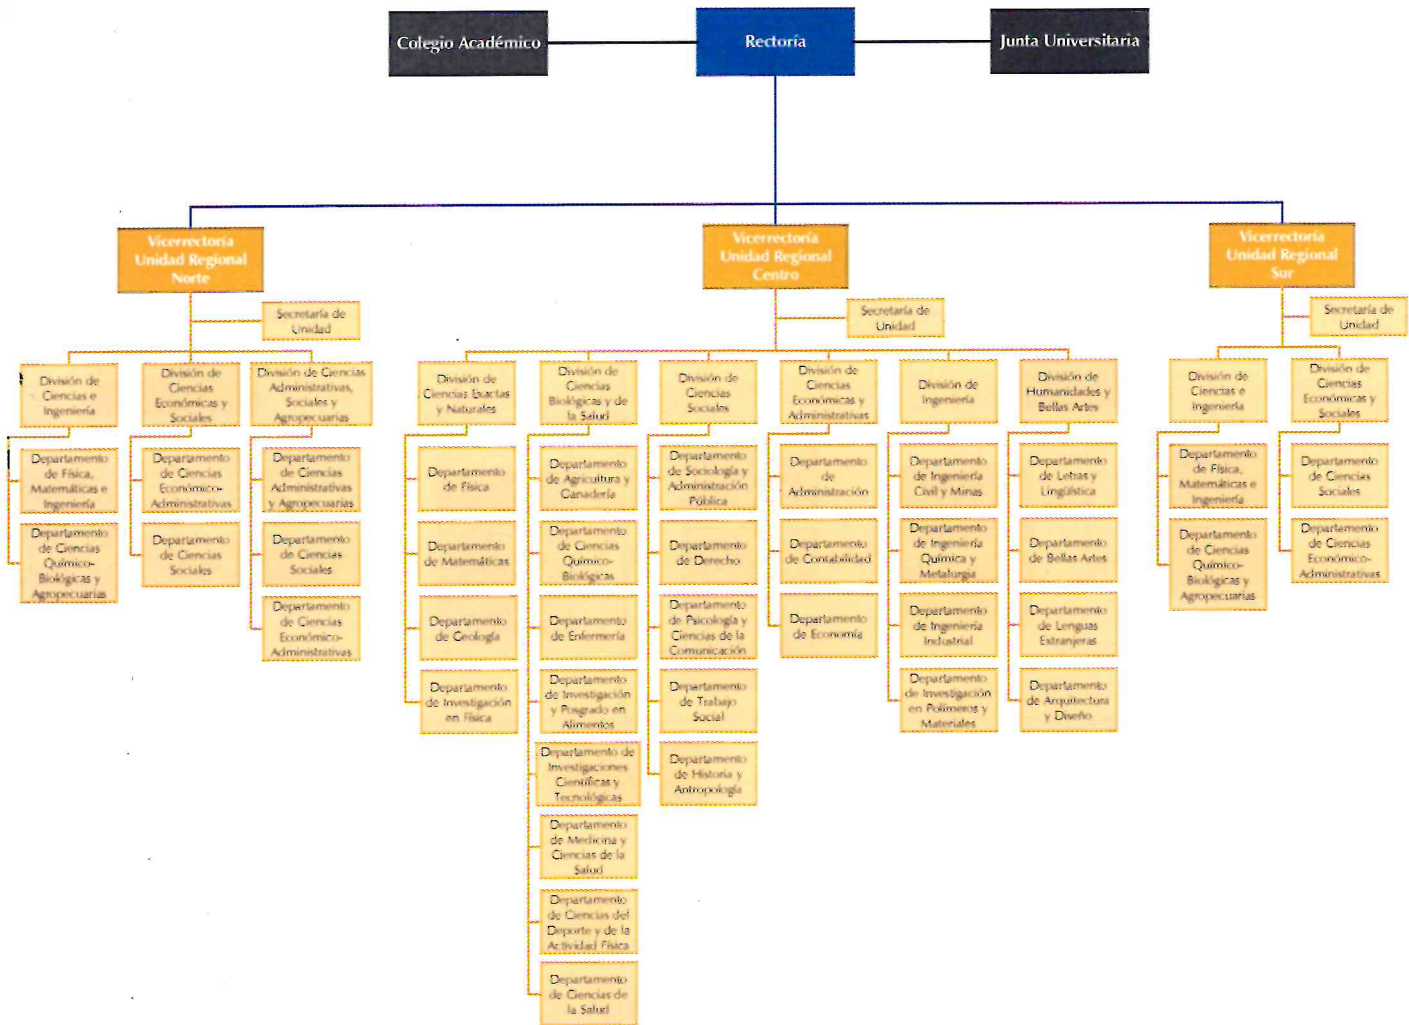 Colegio Académico
Rectoría
Junta Universitaria
Vicerrectoría
Unidad Regional
Norte
Vicerrectoría
Unidad Regional
Centro
Vicerrectoría
Unidad Regional
Sur
Secretaría de
Unidad
Secretaría de
Unidad
Secretaría de
Unidad
División de
Ciencias e
Ingeniería
División de
Ciencias
Económicas y
Sociales
División de Ciencias
Administrativas,
Sociales y
Agropecuarias
División de
Ciencias Exactas
y Naturales
División de
Ciencias
Biológicas y de
la Salud
División de
Ciencias
Sociales
División de
Ciencias
Económicas y
Administrativas
División de
Ingeniería
División de
Humanidades y
Bellas Artes
División de
Ciencias e
Ingeniería
División de
Ciencias
Económicas y
Sociales
Departamento
de Física,
Matemáticas e
Ingeniería
Departamento
de Ciencias
Químico-
Biológicas y
Agropecuarias
Departamento
de Ciencias
Económico-
Administrativas
Departamento
de Ciencias
Sociales
Departamento
de Ciencias
Administrativas
y Agropecuarias
Departamento
de Ciencias
Sociales
Departamento
de Ciencias
Económico-
Administrativas
Departamento
de Física
Departamento
de Matemáticas
Departamento
de Geología
Departamento
de Investigación
en Física
Departamento
de Agricultura y
Ganadería
Departamento
de Ciencias
Químico-
Biológicas
Departamento
de Enfermería
Departamento
de Investigación
y Posgrado en
Alimentos
Departamento de
Investigaciones
Científicas y
Tecnológicas
Departamento
de Medicina y
Ciencias de la
Salud
Departamento
de Ciencias del
Deporte y de la
Actividad Física
Departamento
de Ciencias de
la Salud
Departamento
de Sociología y
Administración
Pública
Departamento
de Derecho
Departamento
de Psicología y
Ciencias de la
Comunicación
Departamento
de Trabajo
Social
Departamento
de Historia y
Antropología
Departamento
de
Administración
Departamento
de Contabilidad
Departamento
de Economía
Departamento
de Ingeniería
Civil y Minas
Departamento
de Ingeniería
Química y
Metalurgia
Departamento
de Ingeniería
Industrial
Departamento
de Investigación
en Polímeros y
Materiales
Departamento
de Letras y
Lingüística
Departamento
de Bellas Artes
Departamento
de Lenguas
Extranjeras
Departamento
de Arquitectura
y Diseño
Departamento
de Física,
Matemáticas e
Ingeniería
Departamento
de Ciencias
Químico-
Biológicas y
Agropecuarias
Departamento
de Ciencias
Sociales
Departamento
de Ciencias
Económico-
Administrativas